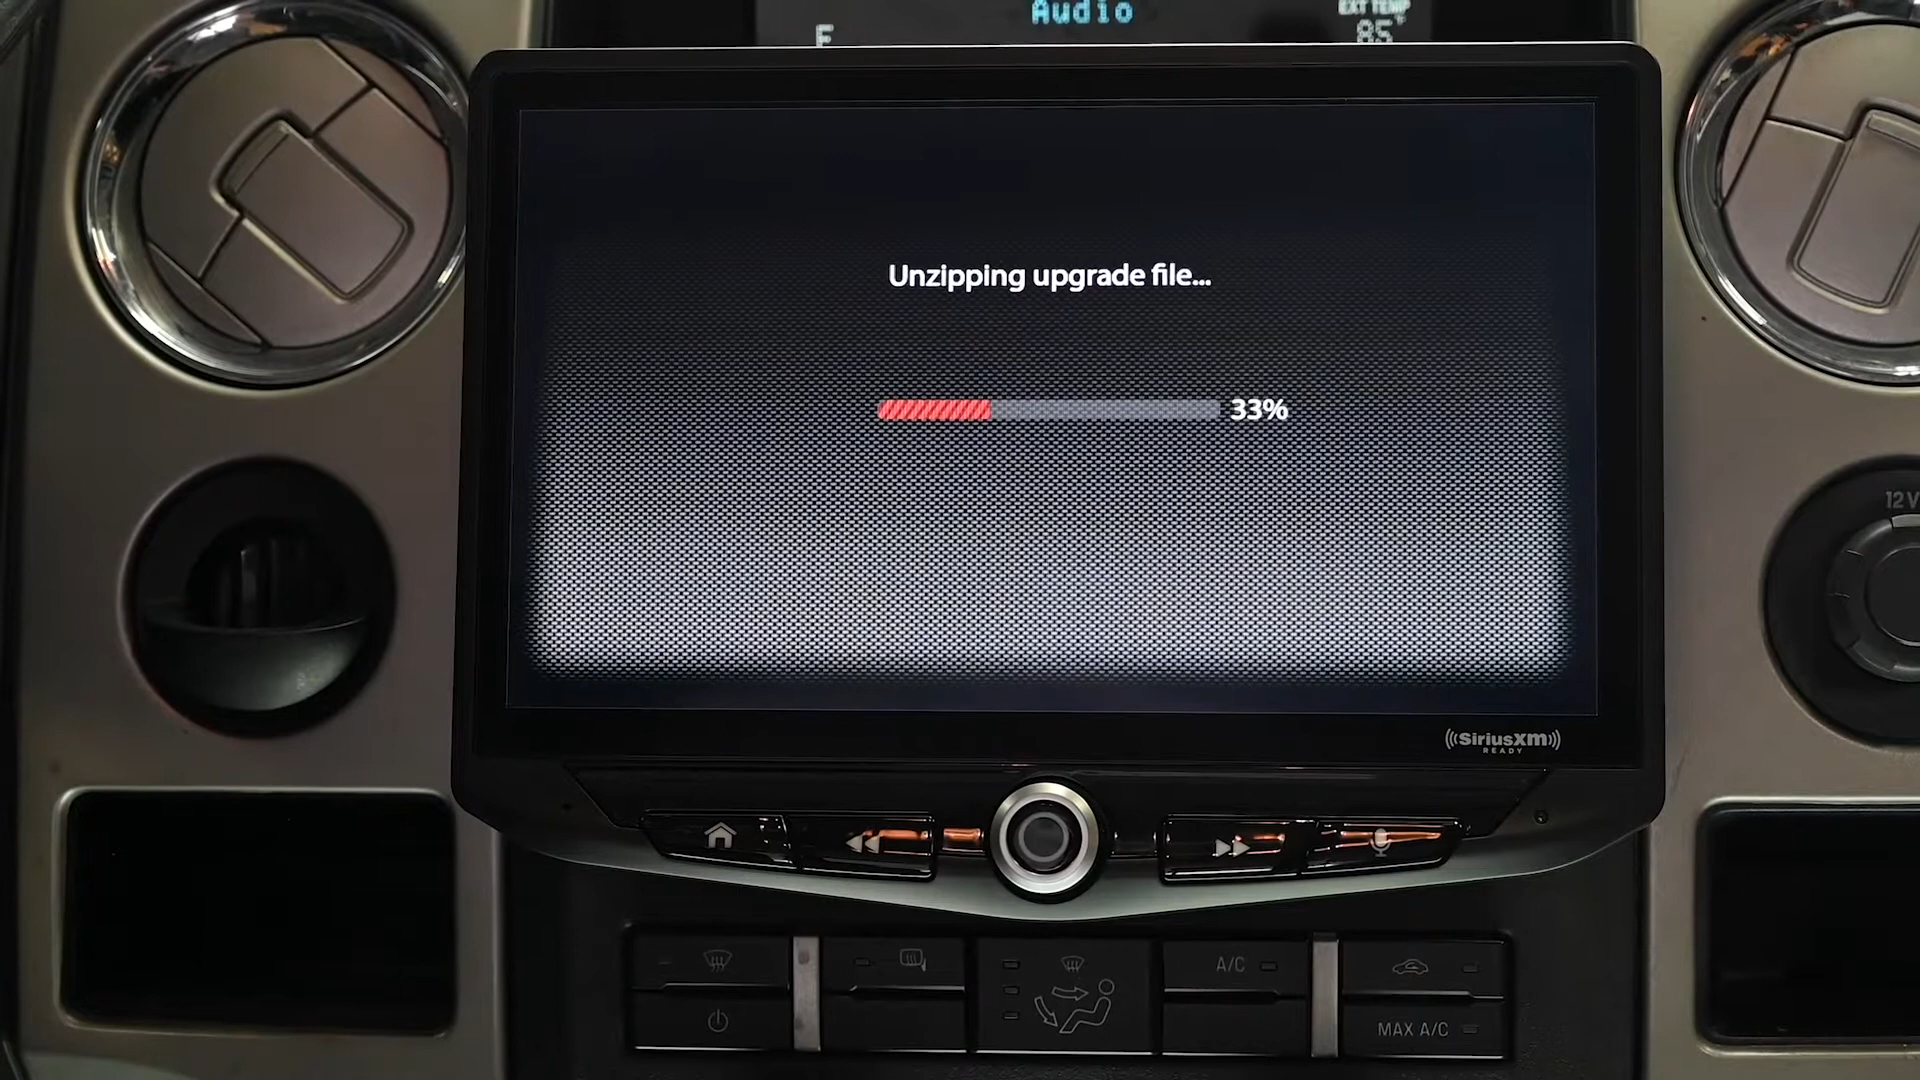 Audio
EXT TEMP
E
85°F
Unzipping upgrade file...
33%
12V
((SiriusXM))
READY
A/C
MAX A/C